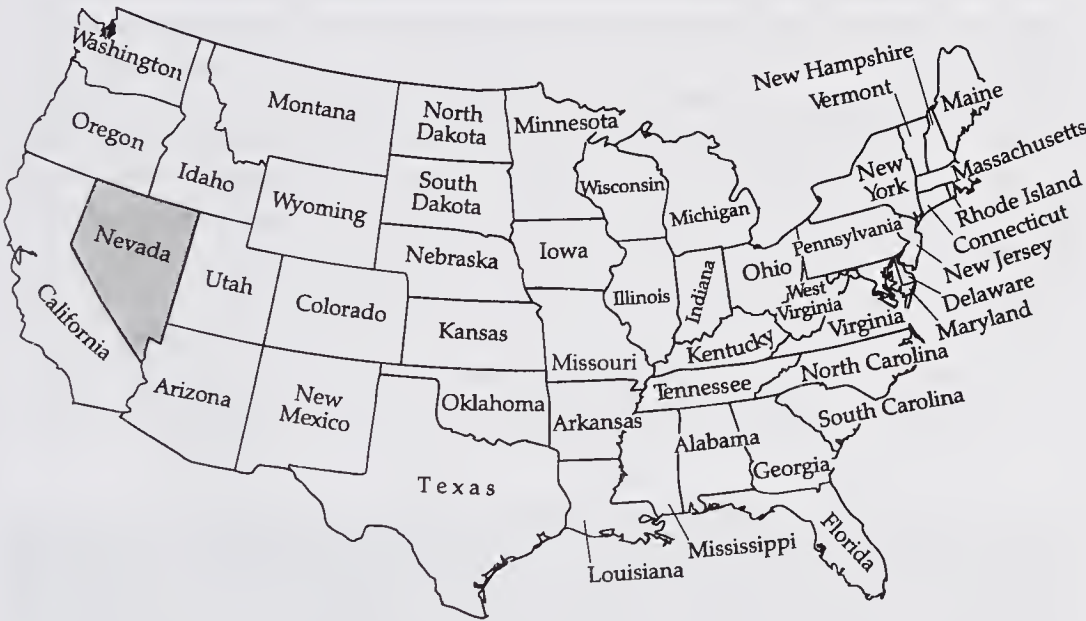 Washington
Oregon
Idaho
Montana
North
Dakota
Minnesota
South
Dakota
Wyoming
Nebraska
Iowa
Wisconsin
Michigan
Nevada
Utah
Colorado
Kansas
California
Arizona
New
Mexico
Oklahoma
Texas
Missouri
Arkansas
Illinois
Indiana
Ohio
Kentucky
Tennessee
Louisiana
Mississippi
Alabama
Georgia
Florida
South Carolina
North Carolina
Virginia
West
Virginia
Pennsylvania
New
York
New Hampshire
Vermont
Maine
Massachusetts
Rhode Island
Connecticut
New Jersey
Delaware
Maryland